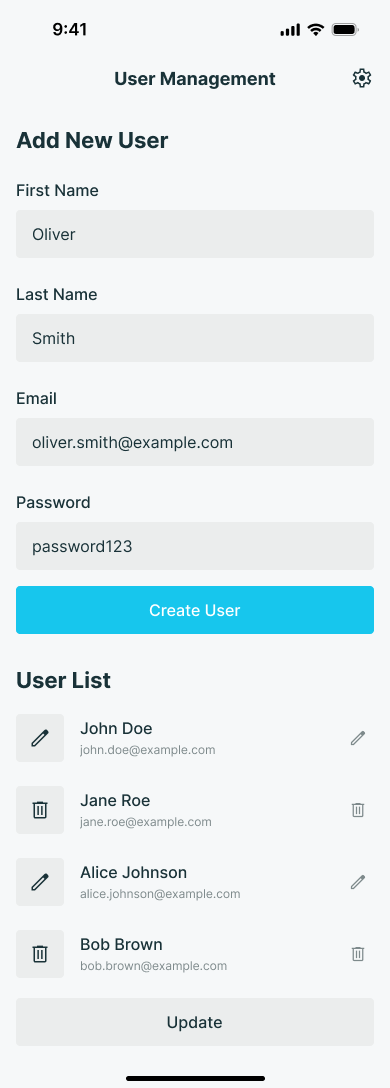 9:41
User Management
Add New User
First Name
Oliver
Last Name
Smith
Email
oliver.smith@example.com
Password
password123
Create User
User List
John Doe
john.doe@example.com
Jane Roe
jane.roe@example.com
Alice Johnson
alice.johnson@example.com
Bob Brown
bob.brown@example.com
Update